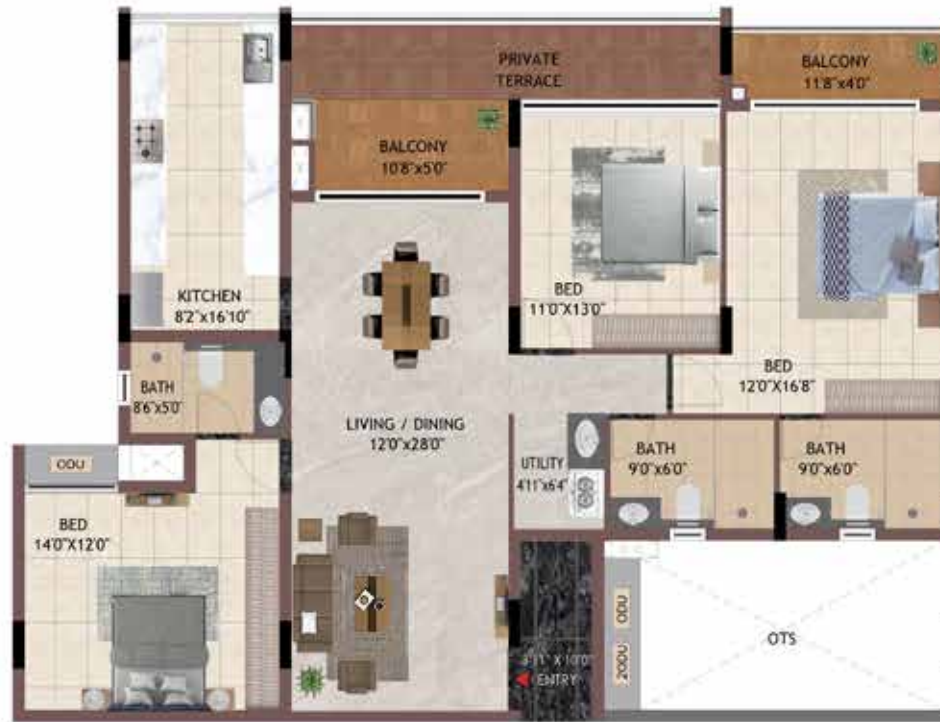 PRIVATE
TERRACE
BALCONY
11'8"x4'0"
BALCONY
10'8"x5'0"
KITCHEN
8'2"x16'10"
BED
11'0"X13'0"
BED
12'0"X16'8"
BATH
8'6"x5'0"
LIVING / DINING
12'0"x28'0"
UTILITY
4'11"x6'4"
BATH
9'0"x6'0"
BATH
9'0"x6'0"
ODU
BED
14'0"X12'0"
ODU
2ODU
OTS
X 10'0"
ENTRY